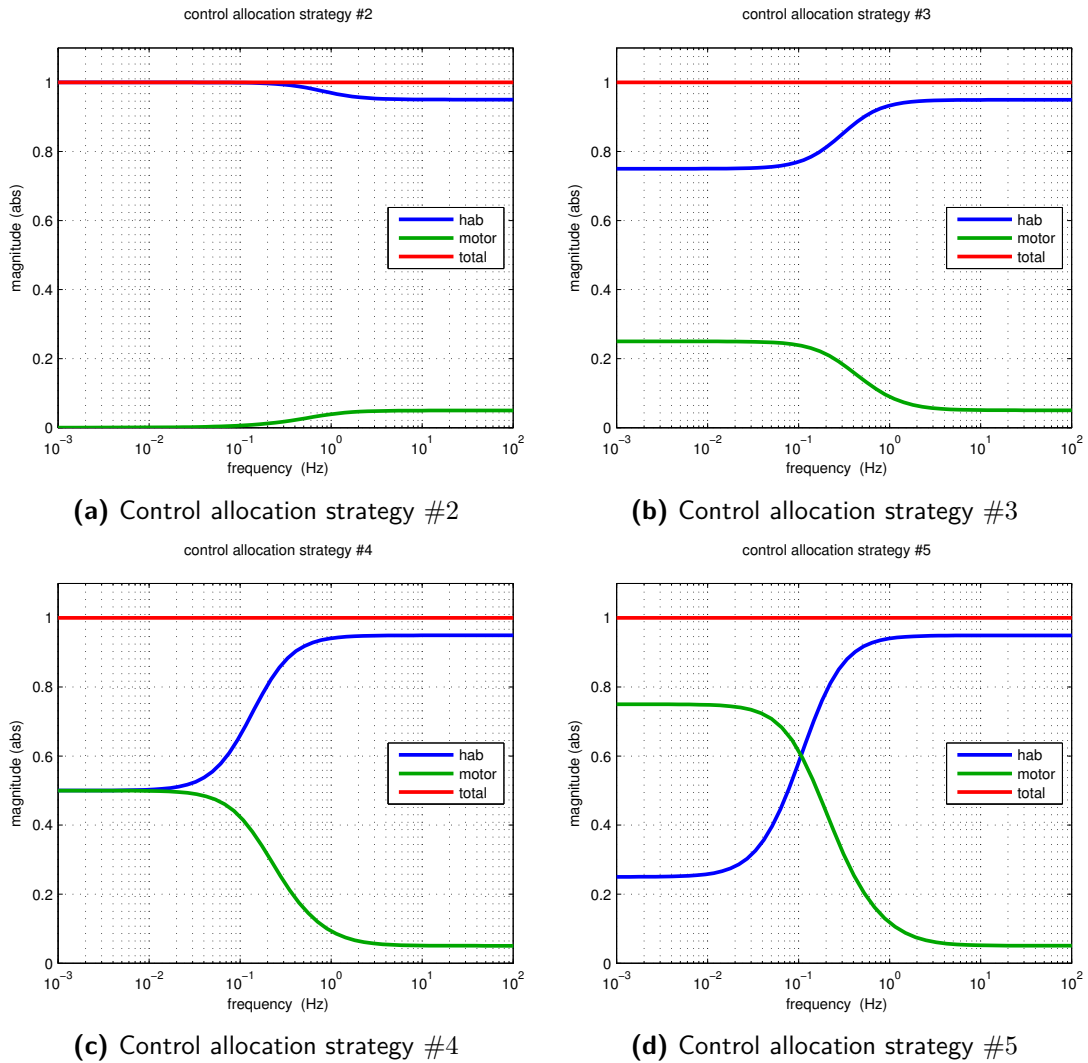 control allocation strategy #2
magnitude (abs)
1
0.8
0.6
0.4
0.2
0
hab
motor
total
10^−3 10^−2 10^−1 10^0 10^1 10^2
frequency (Hz)
(a) Control allocation strategy #2
control allocation strategy #3
magnitude (abs)
1
0.8
0.6
0.4
0.2
0
hab
motor
total
10^−3 10^−2 10^−1 10^0 10^1 10^2
frequency (Hz)
(b) Control allocation strategy #3
control allocation strategy #4
magnitude (abs)
1
0.8
0.6
0.4
0.2
0
hab
motor
total
10^−3 10^−2 10^−1 10^0 10^1 10^2
frequency (Hz)
(c) Control allocation strategy #4
control allocation strategy #5
magnitude (abs)
1
0.8
0.6
0.4
0.2
0
hab
motor
total
10^−3 10^−2 10^−1 10^0 10^1 10^2
frequency (Hz)
(d) Control allocation strategy #5